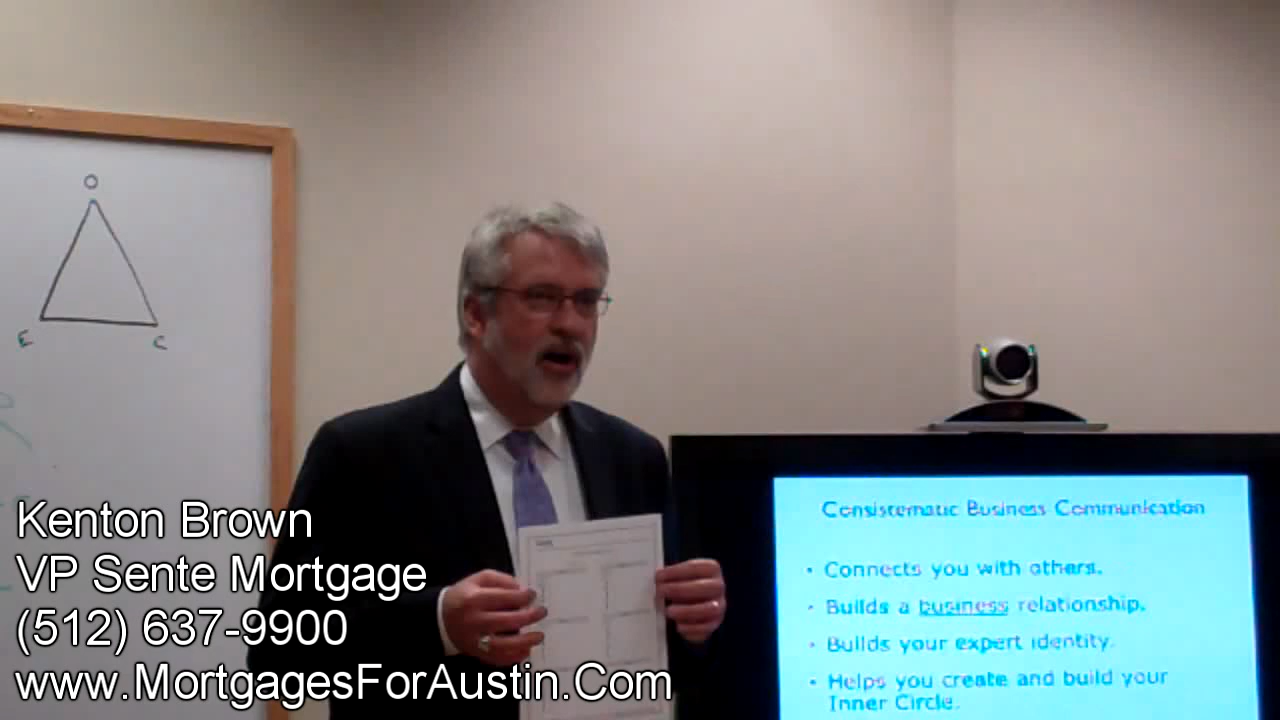 O
E
C
Kenton Brown
VP Sente Mortgage
(512) 637-9900
www.MortgagesForAustin.Com
Consistematic Business Communication
• Connects you with others.
• Builds a business relationship.
• Builds your expert identity.
• Helps you create and build your
Inner Circle.